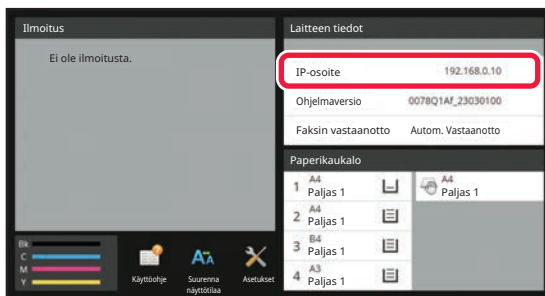 Ilmoitus
Ei ole ilmoitusta.
Laitteen tiedot
IP-osoite 192.168.0.10
Ohjelmaversio 0078Q1Af_23030100
Faksin vastaanotto Autom. Vastaanotto
Paperikaukalo
1 A4 Paljas 1
A4 Paljas 1
2 A4 Paljas 1
3 B4 Paljas 1
4 A3 Paljas 1
Bk
C
M
Y
Käyttöohje
Suurenna näyttötilaa
Asetukset